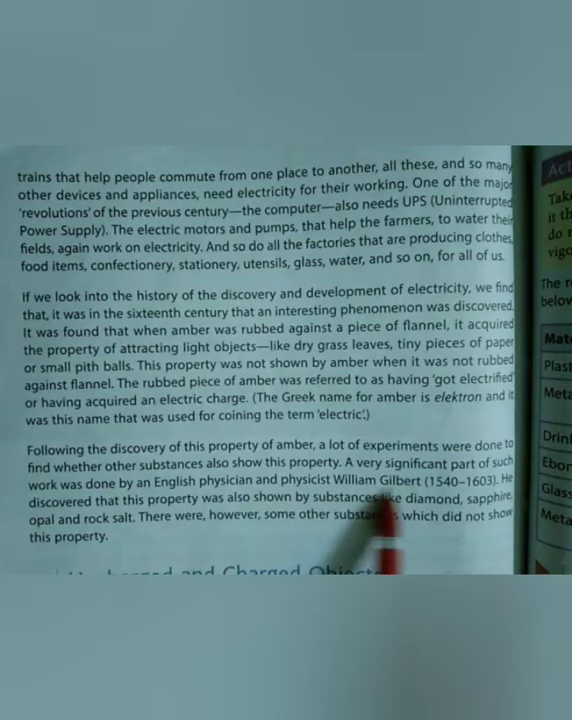 trains that help people commute from one place to another, all these, and so many
other devices and appliances, need electricity for their working. One of the major
'revolutions' of the previous century—the computer—also needs UPS (Uninterrupted
Power Supply). The electric motors and pumps, that help the farmers, to water their
fields, again work on electricity. And so do all the factories that are producing clothes,
food items, confectionery, stationery, utensils, glass, water, and so on, for all of us.
If we look into the history of the discovery and development of electricity, we find
that, it was in the sixteenth century that an interesting phenomenon was discovered.
It was found that when amber was rubbed against a piece of flannel, it acquired
the property of attracting light objects—like dry grass leaves, tiny pieces of paper
or small pith balls. This property was not shown by amber when it was not rubbed
against flannel. The rubbed piece of amber was referred to as having 'got electrified'
or having acquired an electric charge. (The Greek name for amber is elektron and it
was this name that was used for coining the term 'electric'.)
Following the discovery of this property of amber, a lot of experiments were done to
find whether other substances also show this property. A very significant part of such
work was done by an English physician and physicist William Gilbert (1540–1603). He
discovered that this property was also shown by substances like diamond, sapphire,
opal and rock salt. There were, however, some other substances which did not show
this property.
and Charged Objects
Act
Take
it th
do n
vigo
The r
below
Mate
Plast
Meta
Drin
Ebon
Glass
Meta